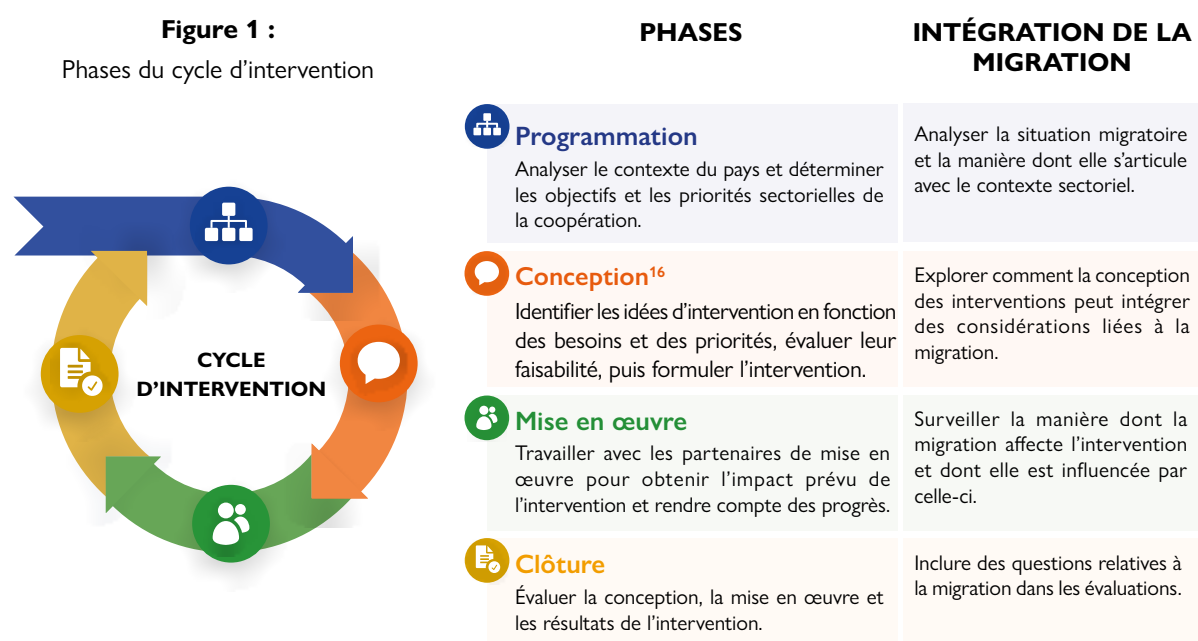 Figure 1 :
Phases du cycle d’intervention
CYCLE
D’INTERVENTION
PHASES
INTÉGRATION DE LA
MIGRATION
Programmation
Analyser le contexte du pays et déterminer
les objectifs et les priorités sectorielles de
la coopération.
Analyser la situation migratoire
et la manière dont elle s’articule
avec le contexte sectoriel.
Conception16
Identifier les idées d’intervention en fonction
des besoins et des priorités, évaluer leur
faisabilité, puis formuler l’intervention.
Explorer comment la conception
des interventions peut intégrer
des considérations liées à la
migration.
Mise en œuvre
Travailler avec les partenaires de mise en
œuvre pour obtenir l’impact prévu de
l’intervention et rendre compte des progrès.
Surveiller la manière dont la
migration affecte l’intervention
et dont elle est influencée par
celle-ci.
Clôture
Évaluer la conception, la mise en œuvre et
les résultats de l’intervention.
Inclure des questions relatives à
la migration dans les évaluations.